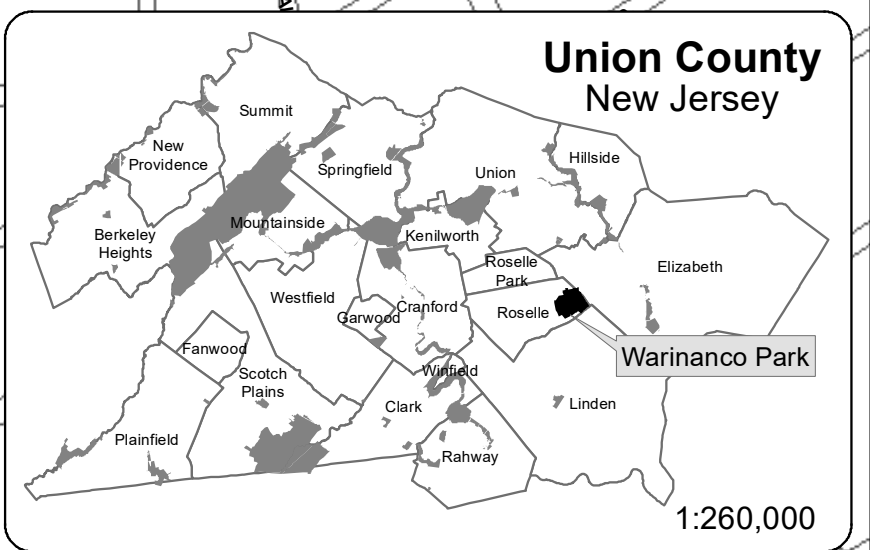 Union County
New Jersey
Summit
New
Providence
Springfield
Hillside
Union
Berkeley
Heights
Mountainside
Kenilworth
Roselle
Park
Elizabeth
Westfield
Garwood
Cranford
Roselle
Fanwood
Warinanco Park
Scotch
Plains
Winfield
Clark
Linden
Plainfield
Rahway
1:260,000